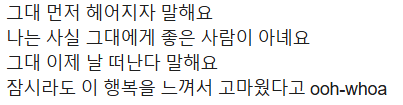 그대 먼저 헤어지자 말해요
나는 사실 그대에게 좋은 사람이 아녜요
그대 이제 날 떠난다 말해요
잠시라도 이 행복을 느껴서 고마웠다고 ooh-whoa